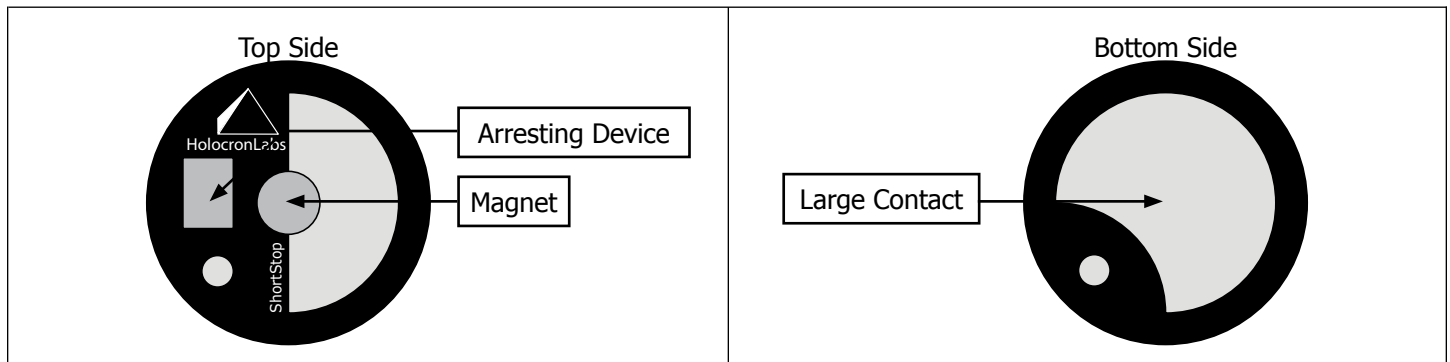 Top Side
HolocronLabs
ShortStop
Arresting Device
Magnet
Bottom Side
Large Contact